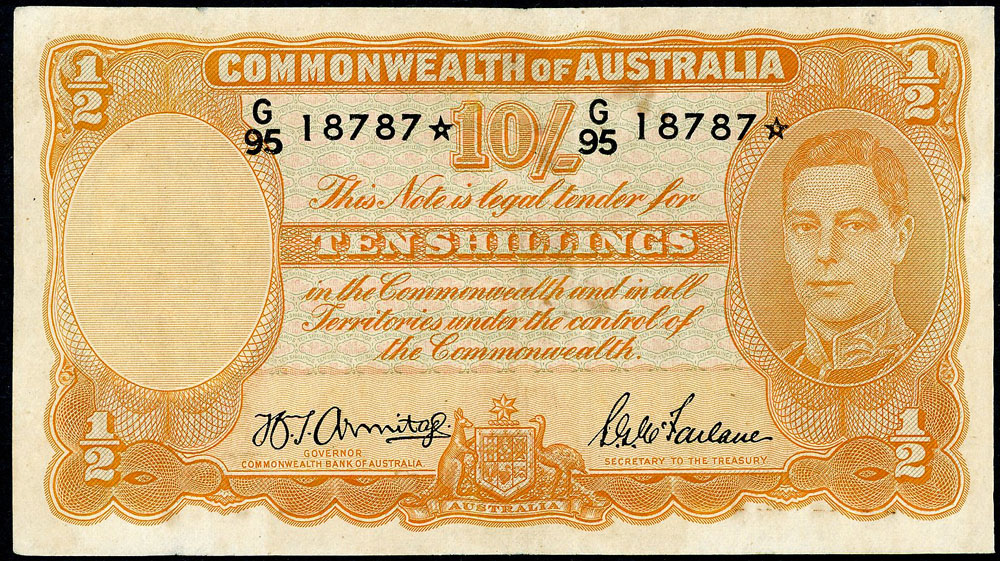 COMMONWEALTH OF AUSTRALIA
1/2
1/2
G
95 18787☆
10/-
G
95 18787☆
This Note is legal tender for
TEN SHILLINGS
in the Commonwealth and in all
Territories under the control of
the Commonwealth.
H.T. Armitage.
GOVERNOR
COMMONWEALTH BANK OF AUSTRALIA.
S.G. McFarlane
SECRETARY TO THE TREASURY.
1/2
1/2
AUSTRALIA